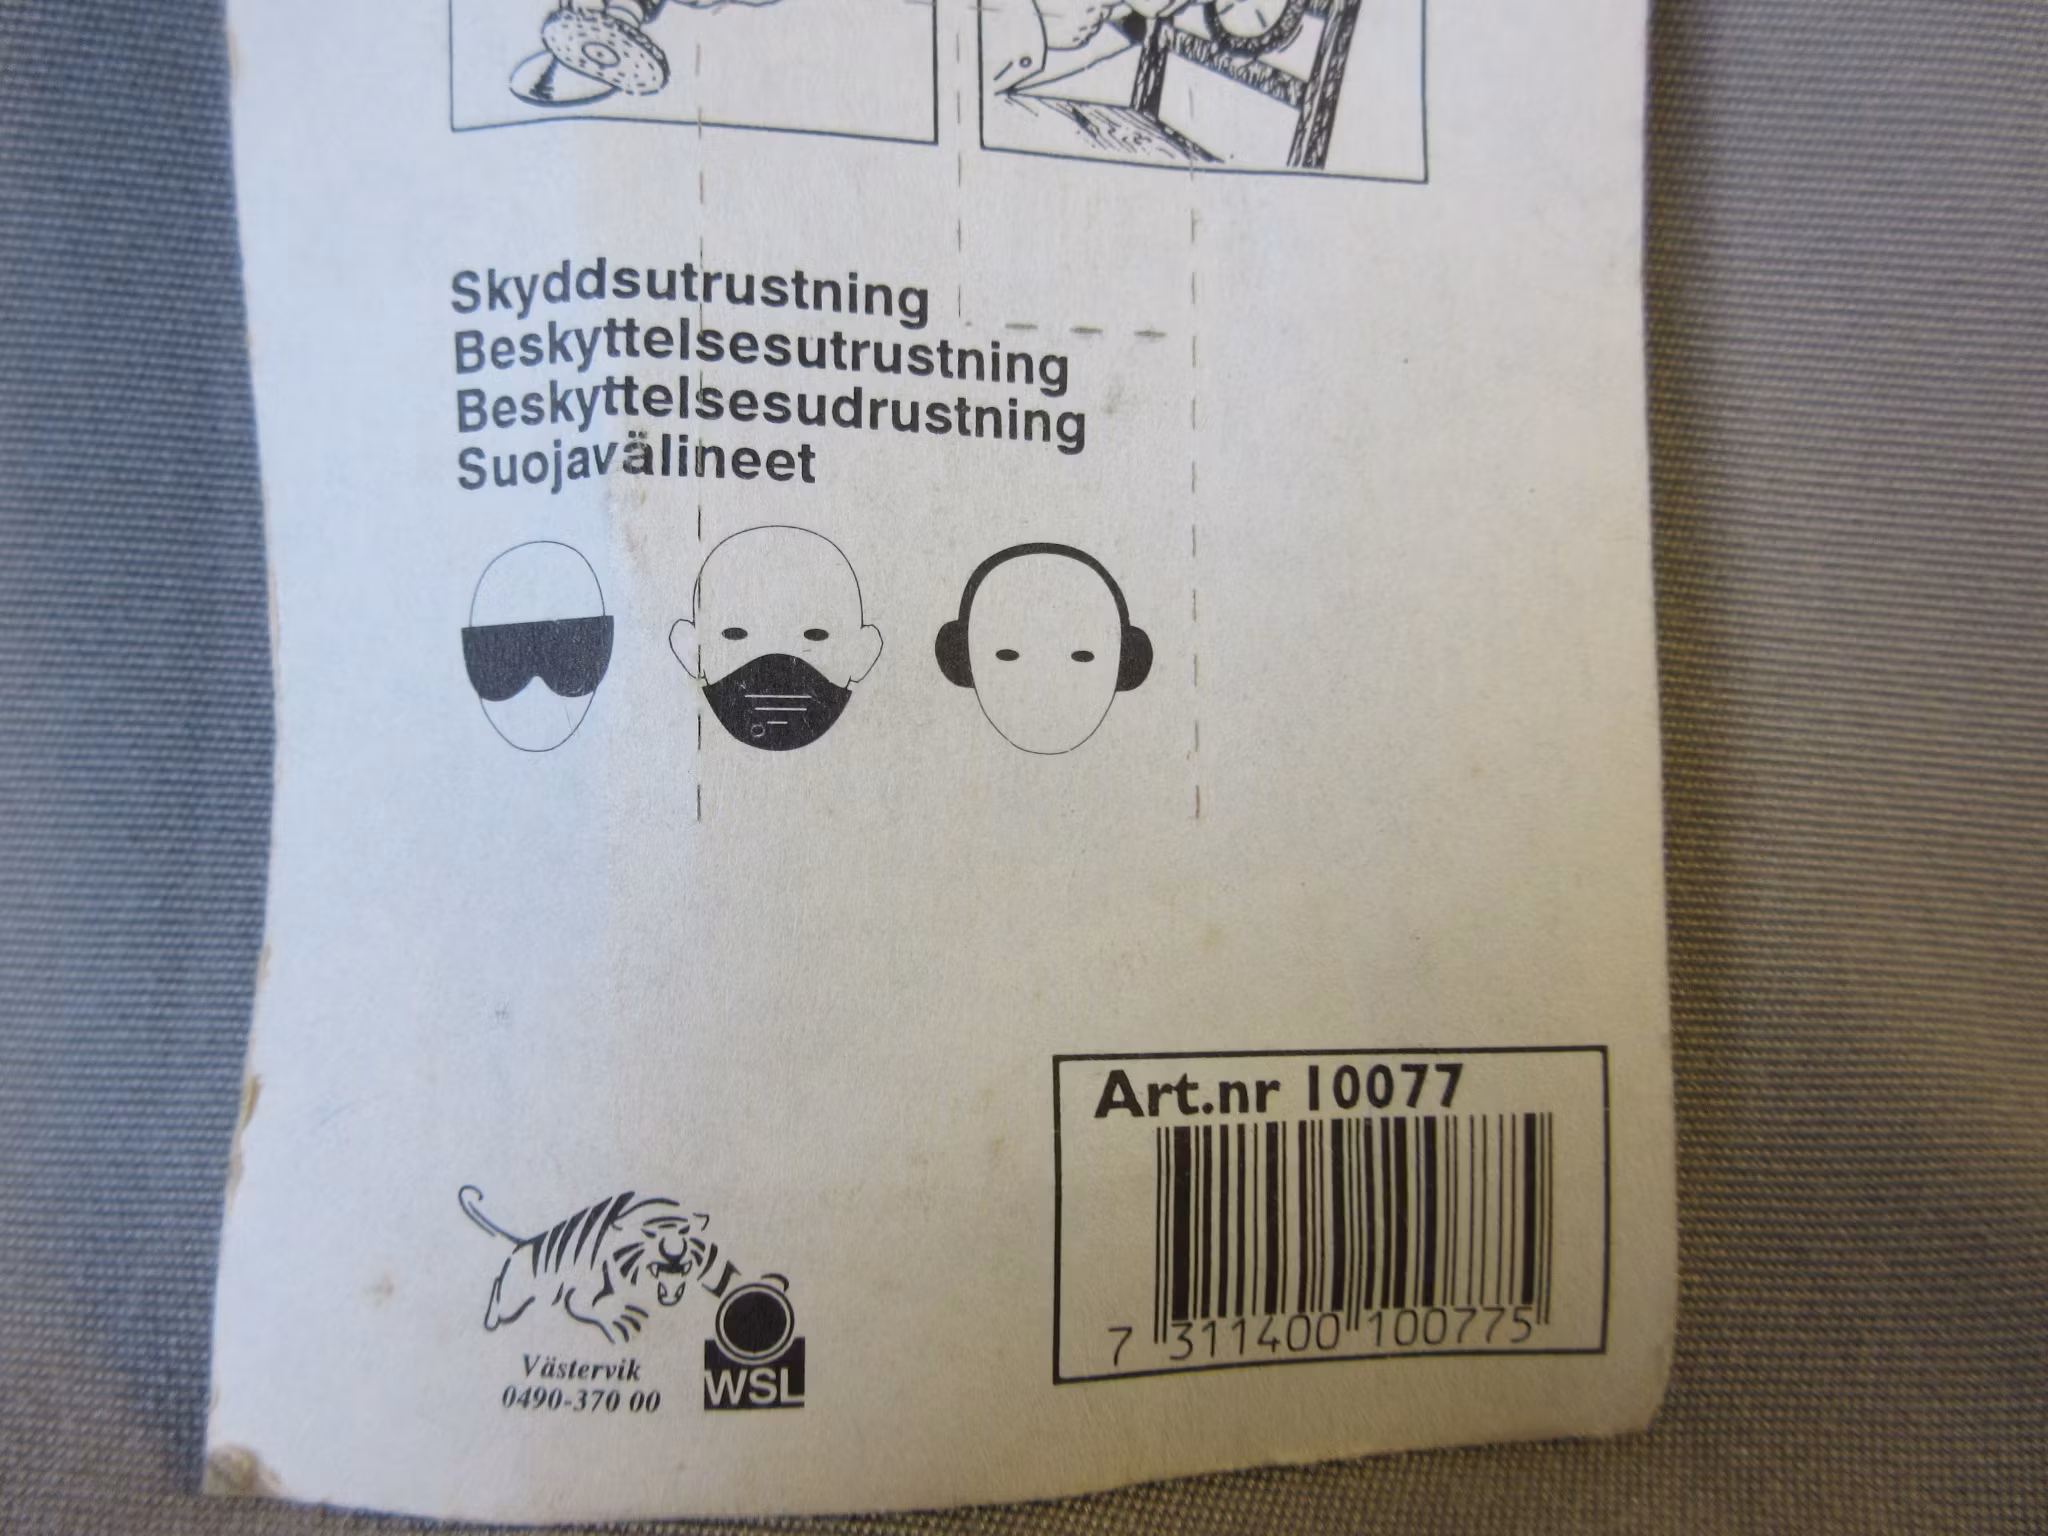 Skyddsutrustning
Beskyttelsesutrustning
Beskyttelsesudrustning
Suojavälineet
Art.nr 10077
7 311400 100775
Västervik
0490-370 00
WSL